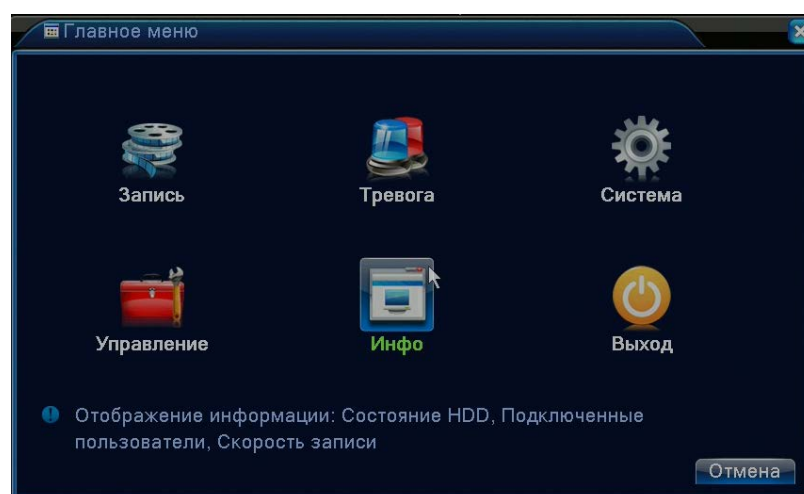 Главное меню
Запись Тревога Система
Управление Инфо Выход
Отображение информации: Состояние HDD, Подключенные
пользователи, Скорость записи
Отмена